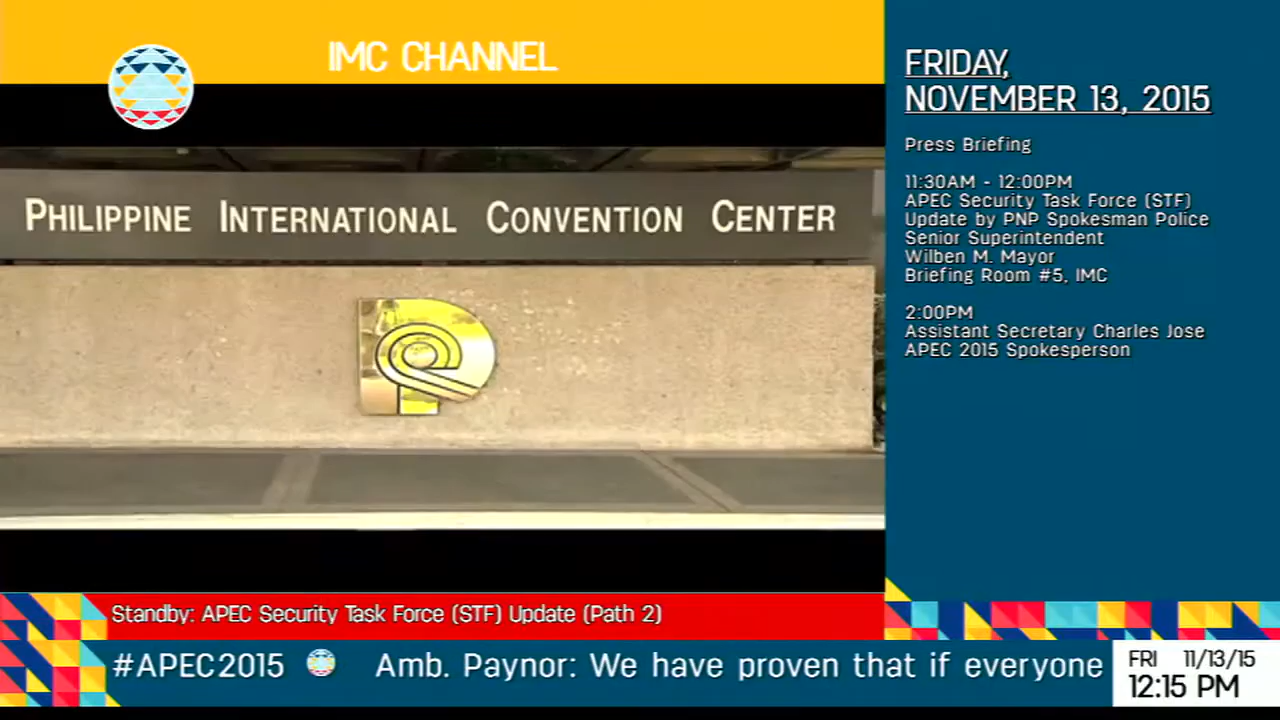 IMC CHANNEL
PHILIPPINE INTERNATIONAL CONVENTION CENTER
FRIDAY,
NOVEMBER 13, 2015
Press Briefing
11:30AM - 12:00PM
APEC Security Task Force (STF)
Update by PNP Spokesman Police
Senior Superintendent
Wilben M. Mayor
Briefing Room #5, IMC
2:00PM
Assistant Secretary Charles Jose
APEC 2015 Spokesperson
Standby: APEC Security Task Force (STF) Update (Path 2)
#APEC2015 Amb. Paynor: We have proven that if everyone
FRI 11/13/15
12:15 PM